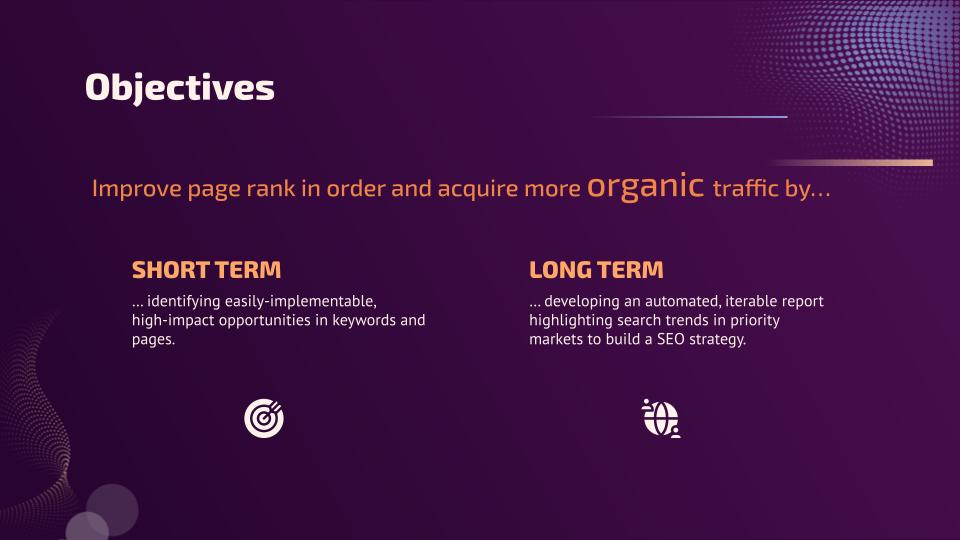 Objectives
Improve page rank in order and acquire more organic traffic by…
SHORT TERM
… identifying easily-implementable,
high-impact opportunities in keywords and
pages.
LONG TERM
… developing an automated, iterable report
highlighting search trends in priority
markets to build a SEO strategy.